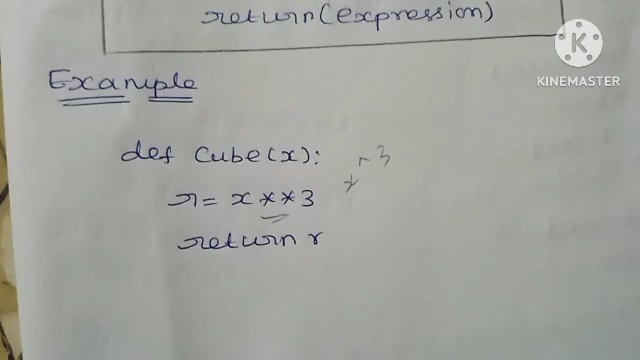 return(expression)
KINEMASTER
Example
def cube(x):
r = x**3
return r